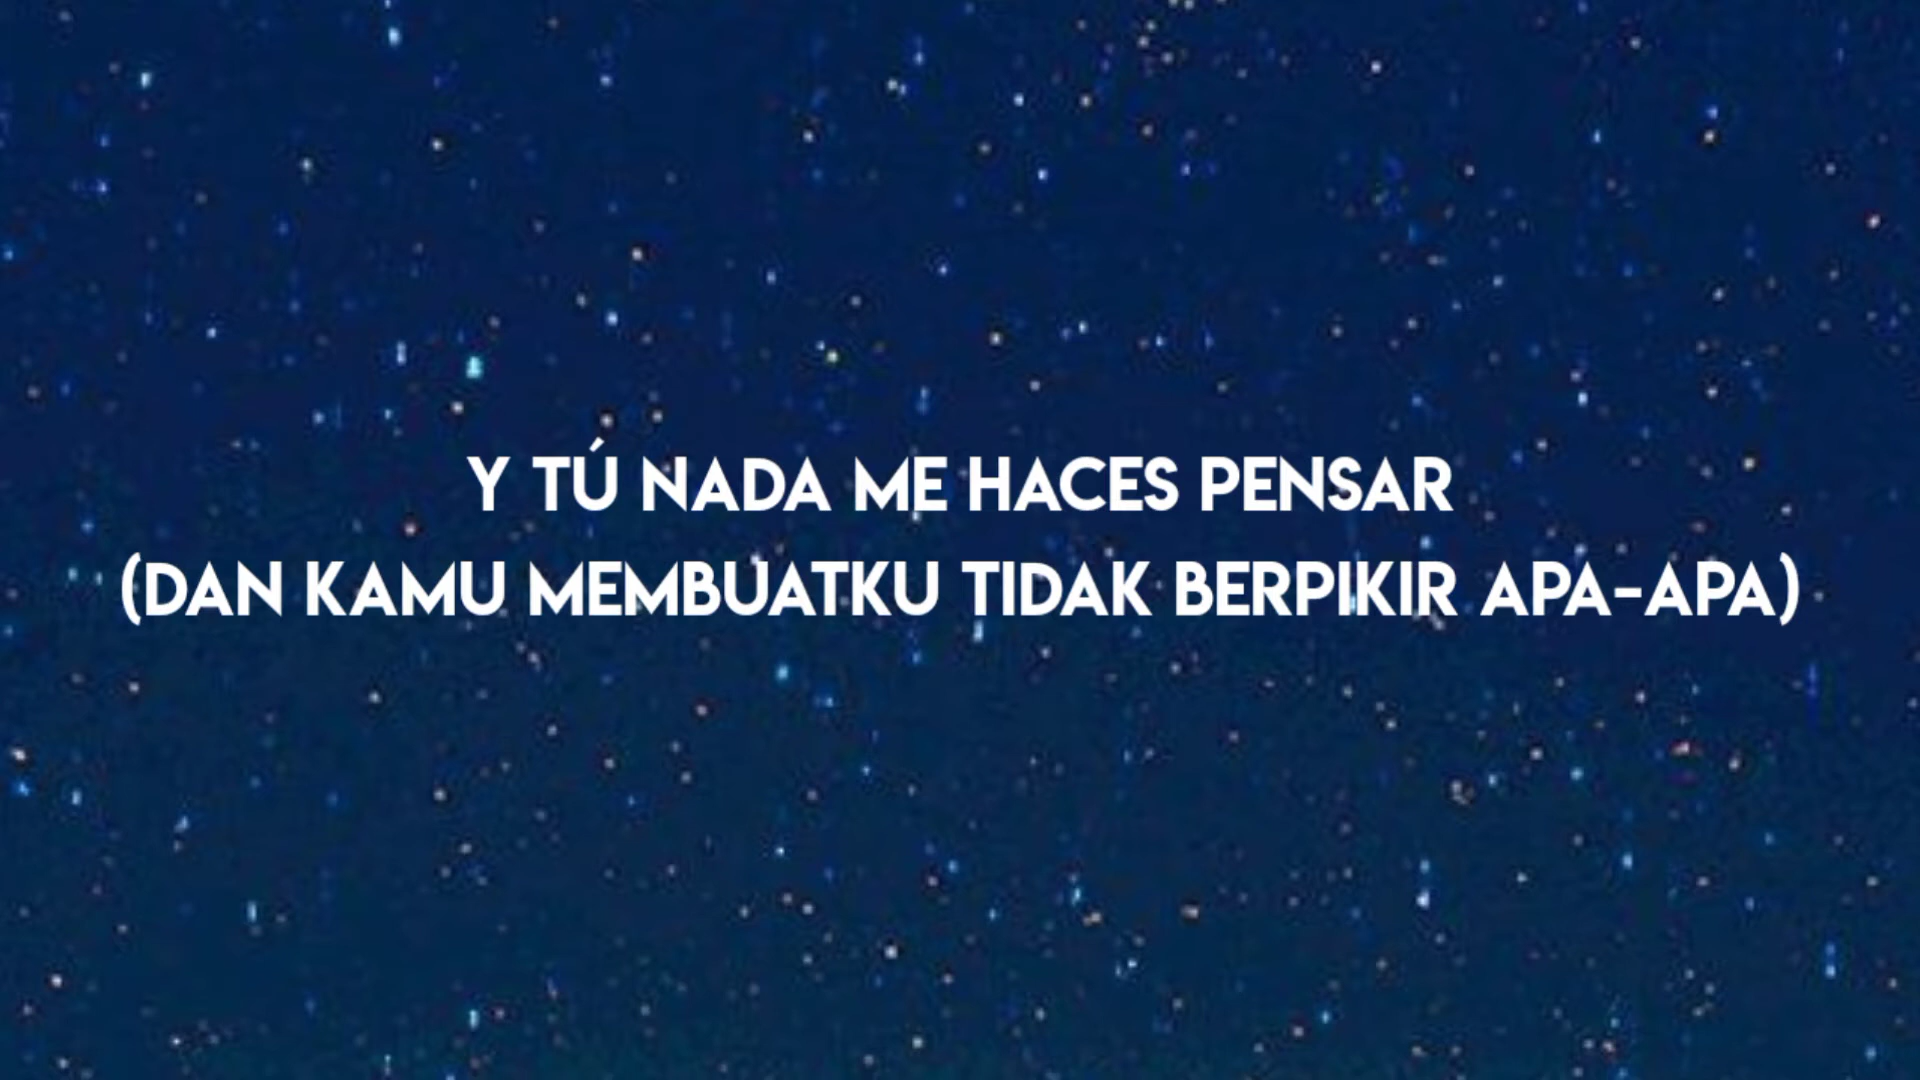 Y TÚ NADA ME HACES PENSAR
(DAN KAMU MEMBUATKU TIDAK BERPIKIR APA-APA)